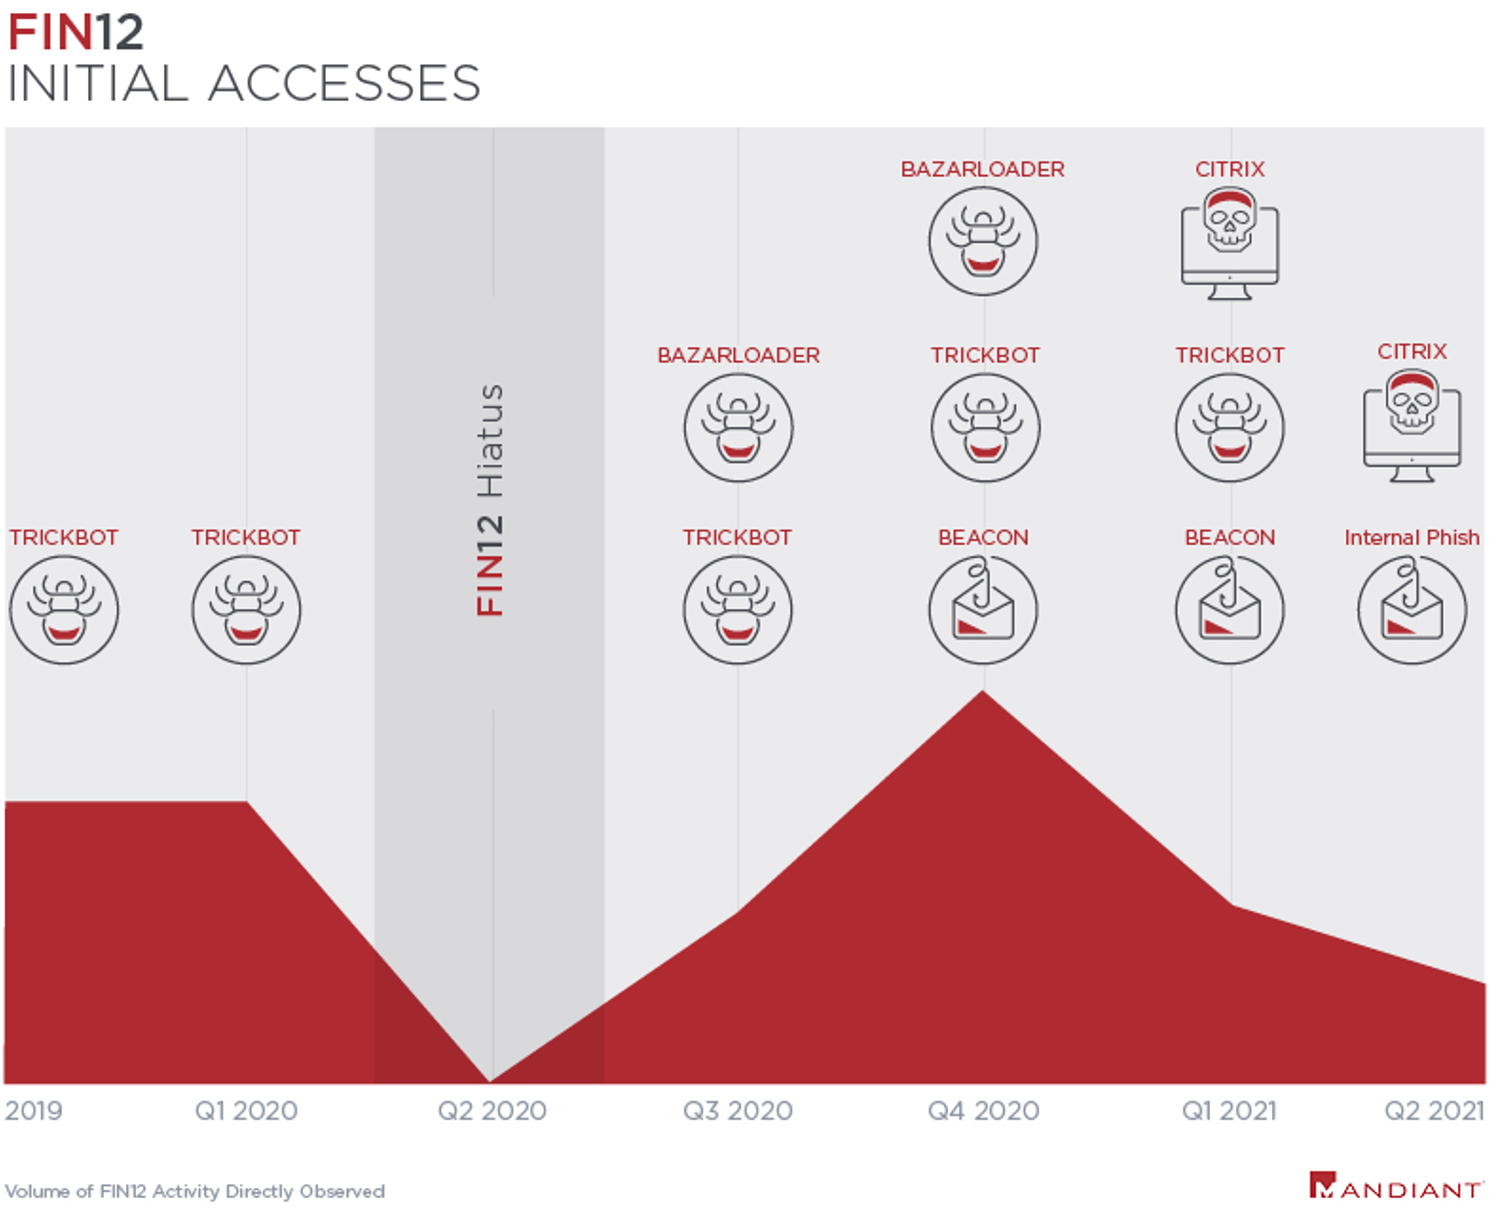 FIN12
INITIAL ACCESSES
BAZARLOADER
CITRIX
BAZARLOADER
TRICKBOT
TRICKBOT
CITRIX
FIN12 Hiatus
TRICKBOT
TRICKBOT
TRICKBOT
BEACON
BEACON
Internal Phish
2019
Q1 2020
Q2 2020
Q3 2020
Q4 2020
Q1 2021
Q2 2021
Volume of FIN12 Activity Directly Observed
MANDIANT